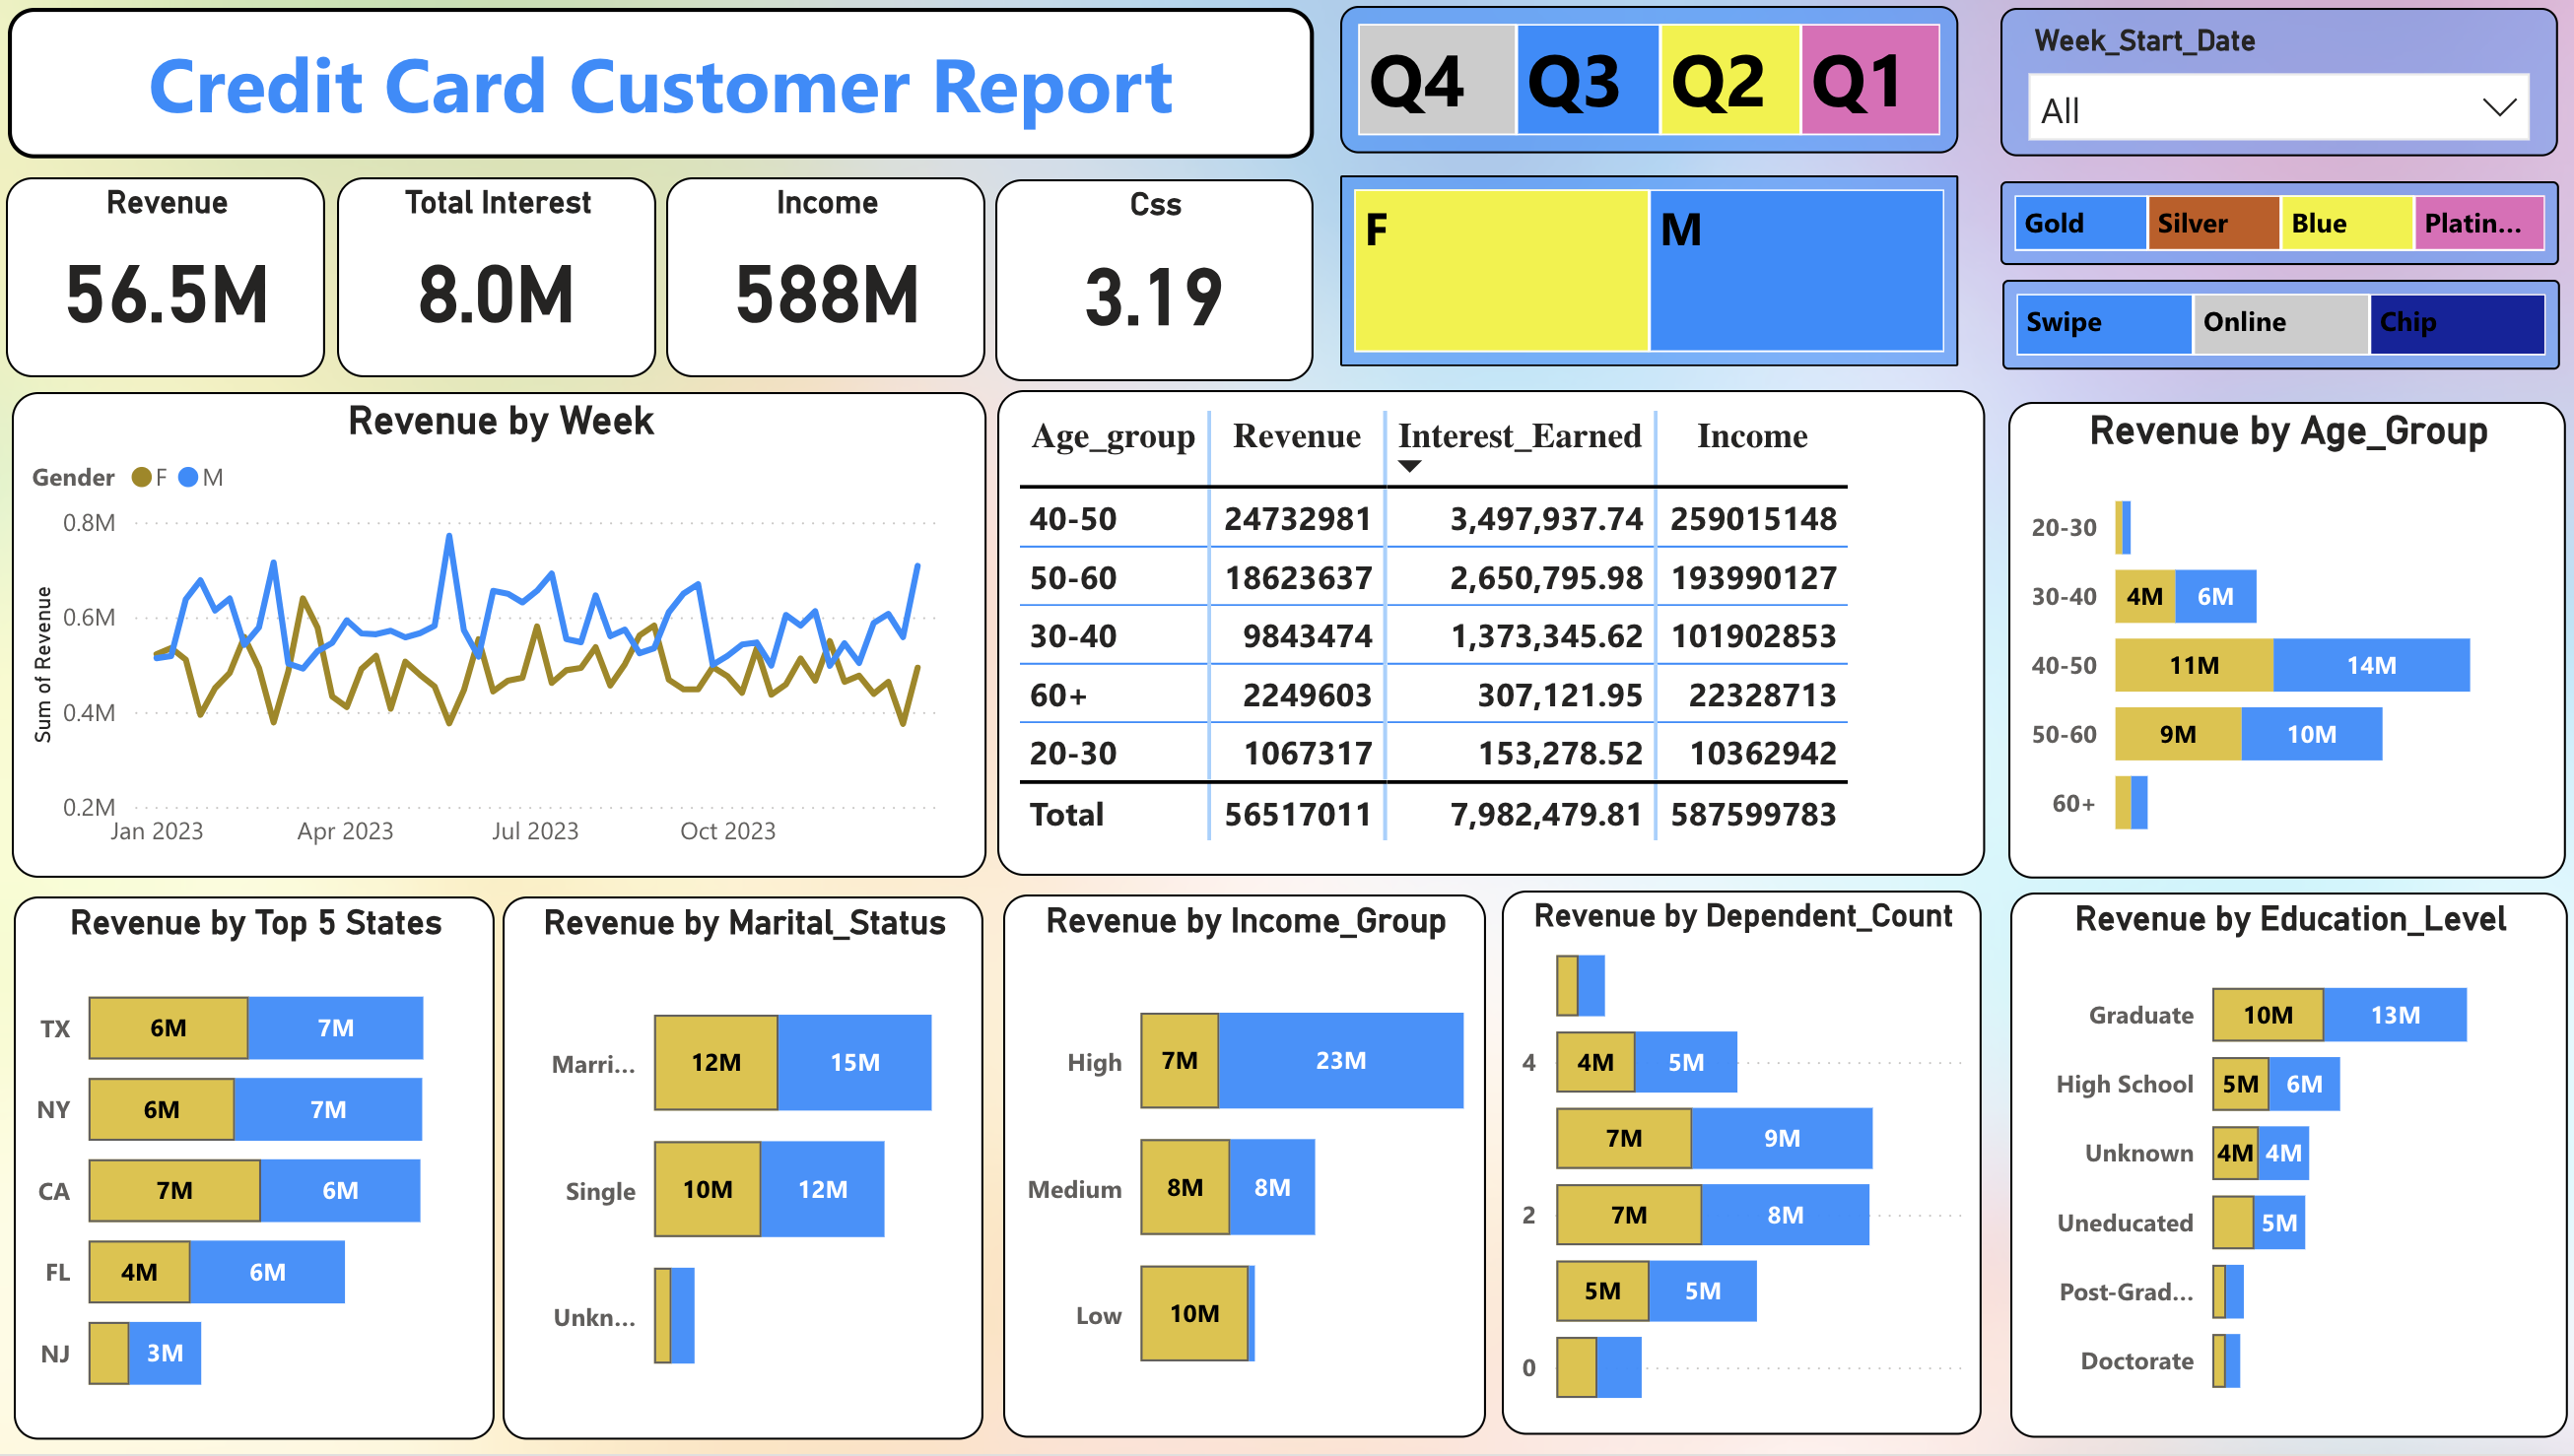 Credit Card Customer Report
Q4 Q3 Q2 Q1
Week_Start_Date
All
Revenue
56.5M
Total Interest
8.0M
Income
588M
Css
3.19
F M
Gold Silver Blue Platin...
Swipe Online Chip
Revenue by Week
Gender F M
Sum of Revenue
0.8M
0.6M
0.4M
0.2M
Jan 2023 Apr 2023 Jul 2023 Oct 2023
Age_group Revenue Interest_Earned Income
40-50 24732981 3,497,937.74 259015148
50-60 18623637 2,650,795.98 193990127
30-40 9843474 1,373,345.62 101902853
60+ 2249603 307,121.95 22328713
20-30 1067317 153,278.52 10362942
Total 56517011 7,982,479.81 587599783
Revenue by Age_Group
20-30
30-40 4M 6M
40-50 11M 14M
50-60 9M 10M
60+
Revenue by Top 5 States
TX 6M 7M
NY 6M 7M
CA 7M 6M
FL 4M 6M
NJ 3M
Revenue by Marital_Status
Marri... 12M 15M
Single 10M 12M
Unkn...
Revenue by Income_Group
High 7M 23M
Medium 8M 8M
Low 10M
Revenue by Dependent_Count
4 4M 5M
7M 9M
2 7M 8M
5M 5M
0
Revenue by Education_Level
Graduate 10M 13M
High School 5M 6M
Unknown 4M 4M
Uneducated 5M
Post-Grad...
Doctorate